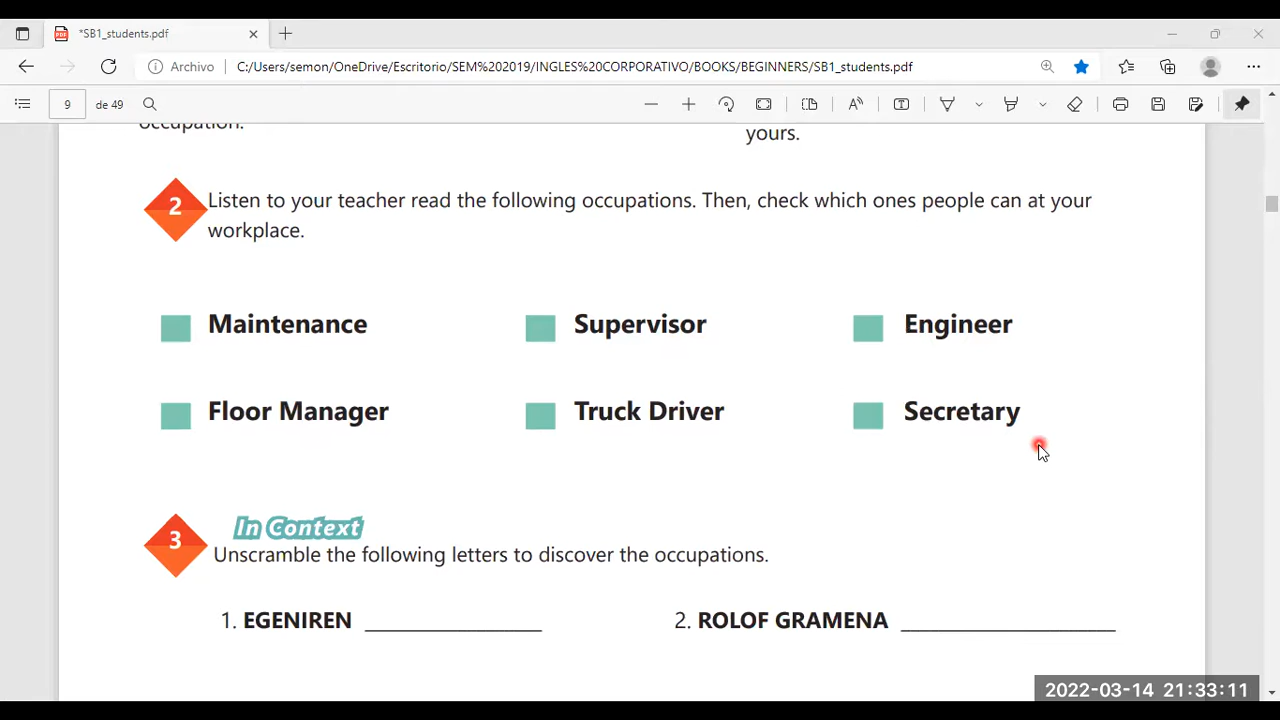 *SB1_students.pdf
Archivo
C:/Users/semon/OneDrive/Escritorio/SEM%202019/INGLES%20CORPORATIVO/BOOKS/BEGINNERS/SB1_students.pdf
9 de 49
occupation.
yours.
2 Listen to your teacher read the following occupations. Then, check which ones people can at your
workplace.
Maintenance Supervisor Engineer
Floor Manager Truck Driver Secretary
In Context
3 Unscramble the following letters to discover the occupations.
1. EGENIREN ________________ 2. ROLOF GRAMENA ___________________
2022-03-14 21:33:11